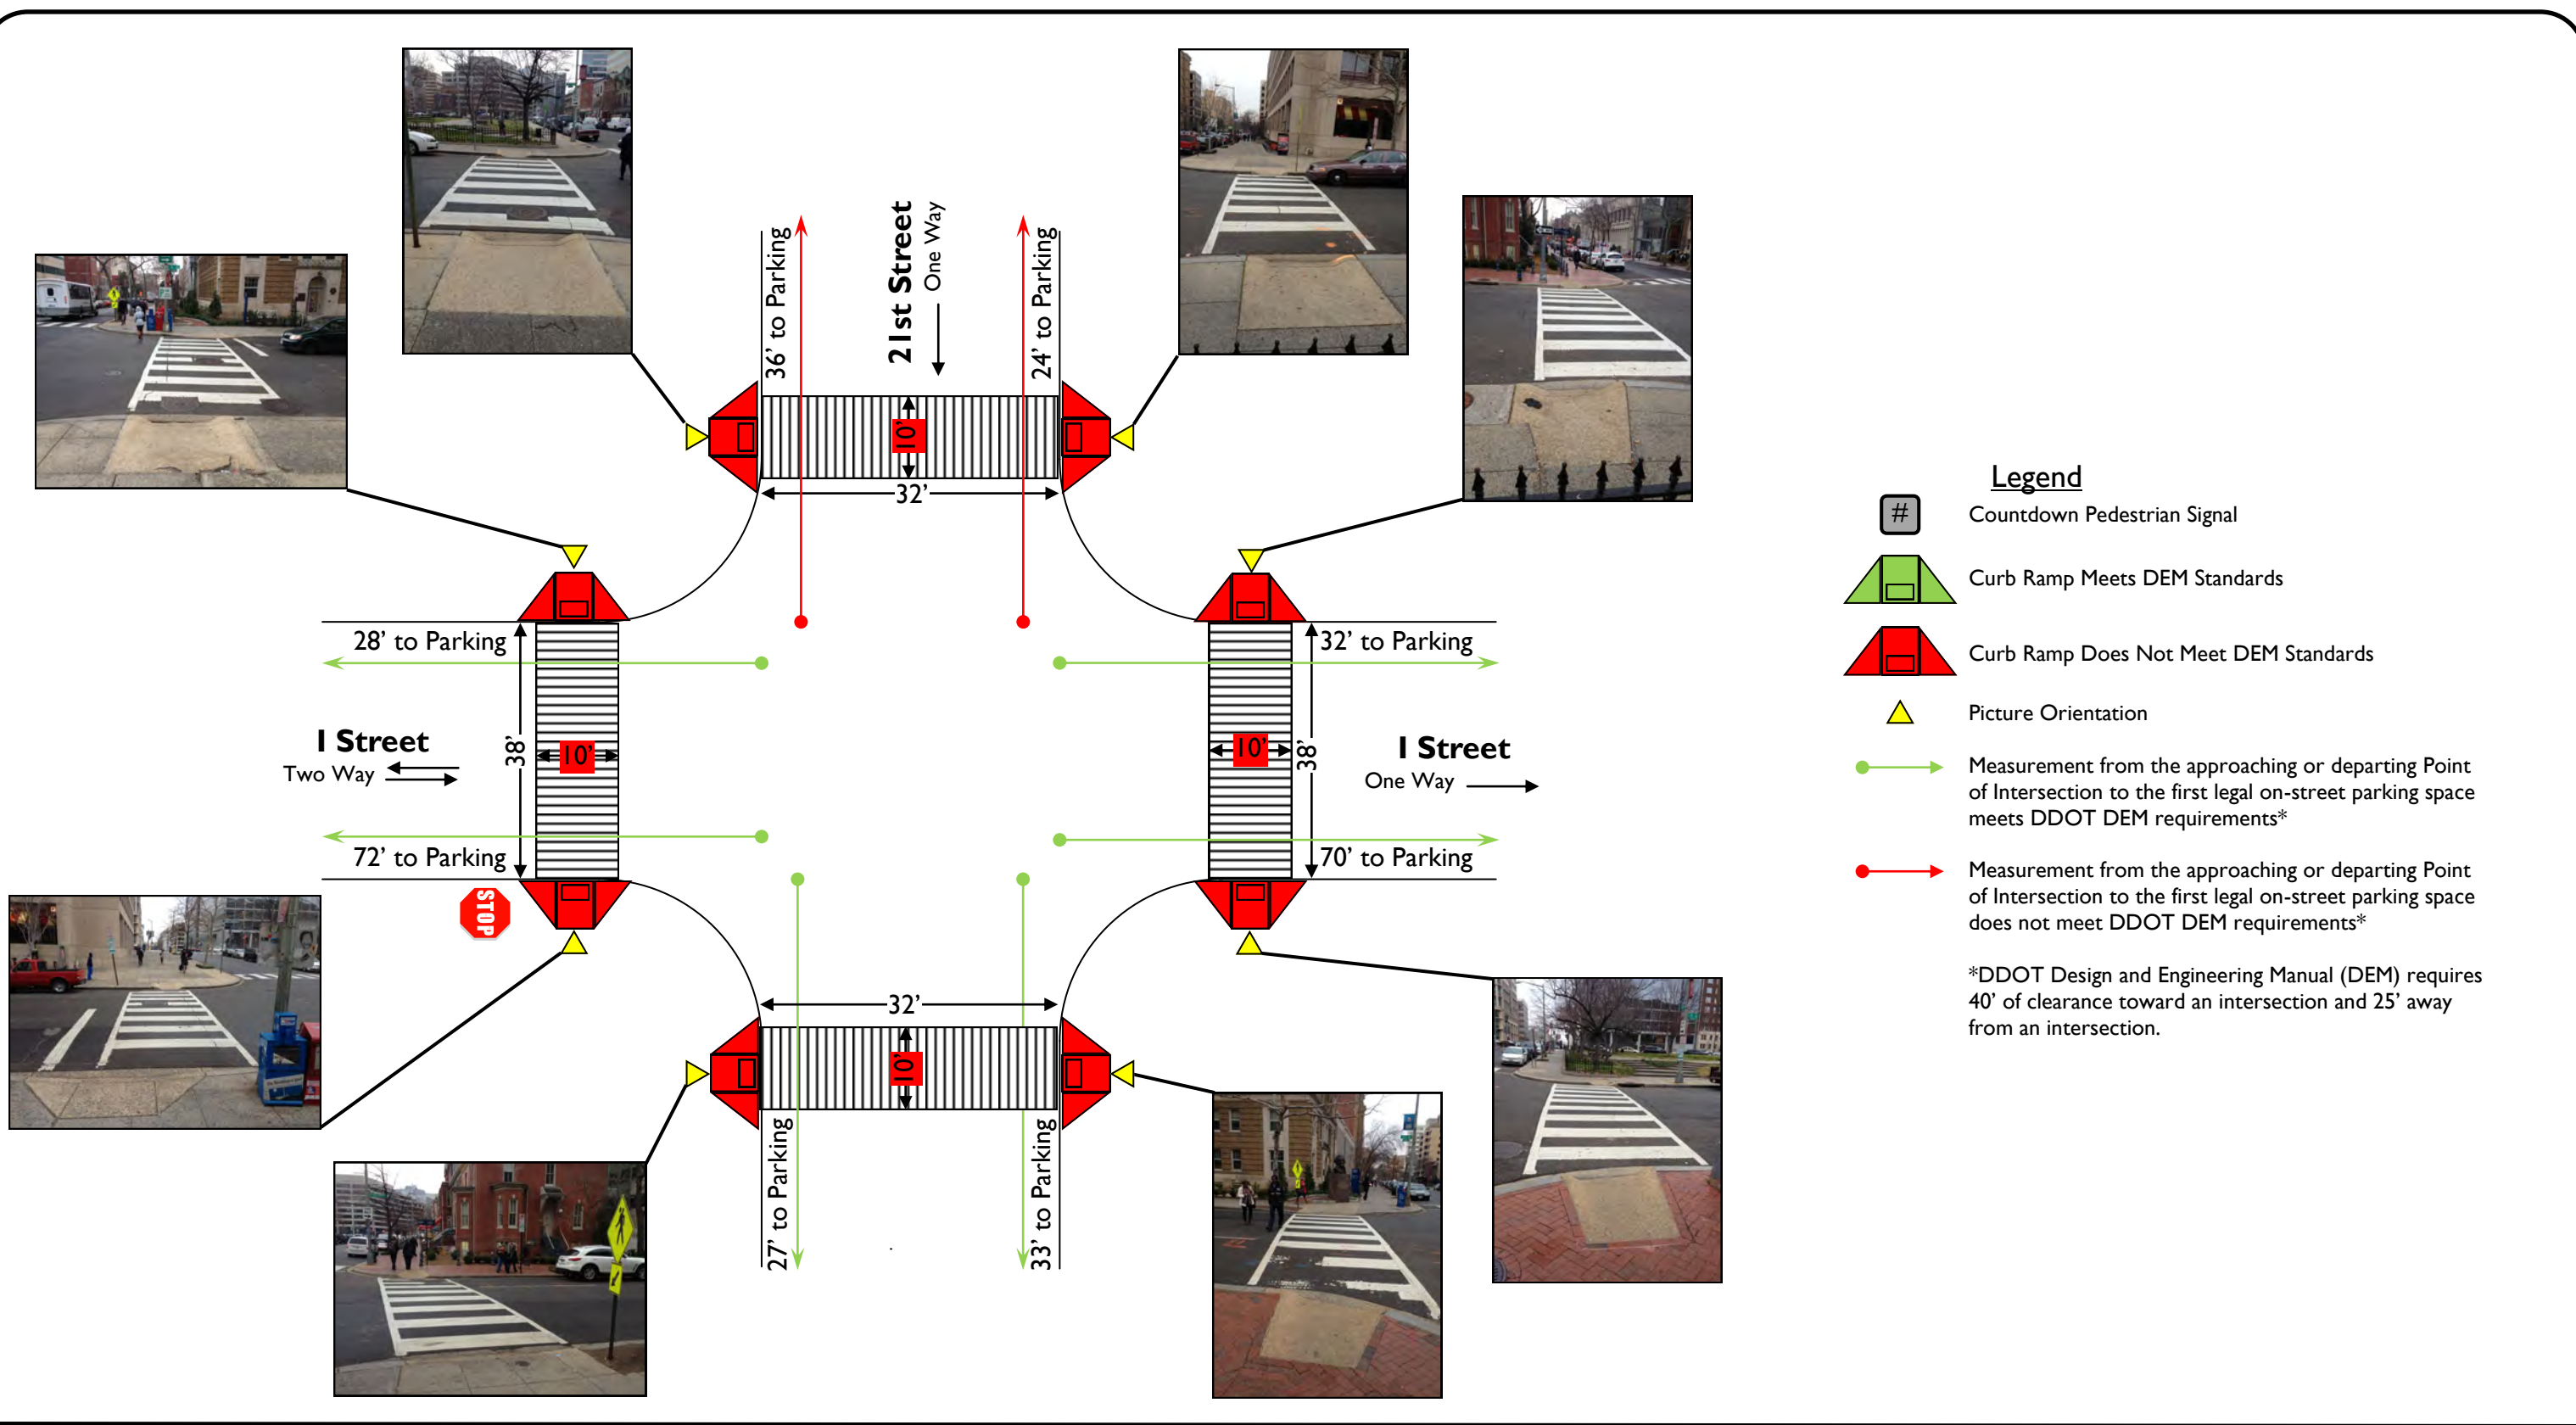 36' to Parking
21st Street
One Way
24' to Parking
10'
32'
28' to Parking
32' to Parking
38'
10'
10'
38'
I Street
Two Way
I Street
One Way
72' to Parking
70' to Parking
STOP
32'
10'
27' to Parking
33' to Parking
Legend
#
Countdown Pedestrian Signal
Curb Ramp Meets DEM Standards
Curb Ramp Does Not Meet DEM Standards
Picture Orientation
Measurement from the approaching or departing Point
of Intersection to the first legal on-street parking space
meets DDOT DEM requirements*
Measurement from the approaching or departing Point
of Intersection to the first legal on-street parking space
does not meet DDOT DEM requirements*
*DDOT Design and Engineering Manual (DEM) requires
40' of clearance toward an intersection and 25' away
from an intersection.